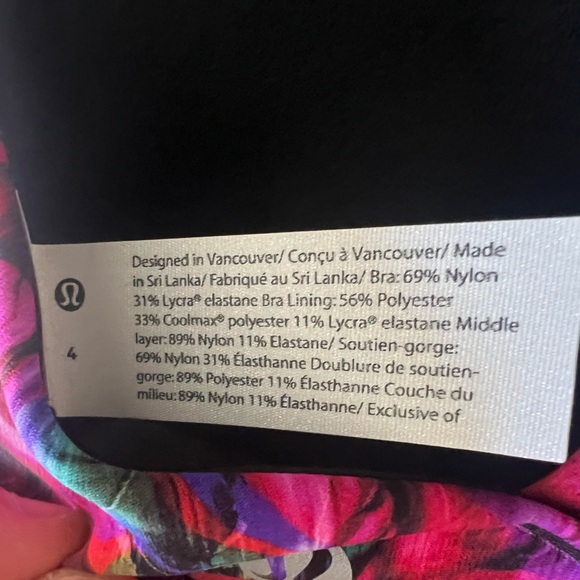 Designed in Vancouver/ Conçu à Vancouver/ Made
in Sri Lanka/ Fabriqué au Sri Lanka/ Bra: 69% Nylon
31% Lycra® elastane Bra Lining: 56% Polyester
33% Coolmax® polyester 11% Lycra® elastane Middle
layer: 89% Nylon 11% Elastane/ Soutien-gorge:
69% Nylon 31% Élasthanne Doublure de soutien-
gorge: 89% Polyester 11% Élasthanne Couche du
milieu: 89% Nylon 11% Élasthanne/ Exclusive of
4